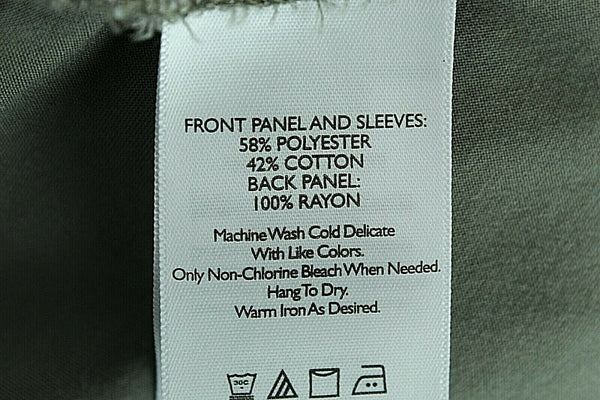 FRONT PANEL AND SLEEVES:
58% POLYESTER
42% COTTON
BACK PANEL:
100% RAYON
Machine Wash Cold Delicate
With Like Colors.
Only Non-Chlorine Bleach When Needed.
Hang To Dry.
Warm Iron As Desired.
30C